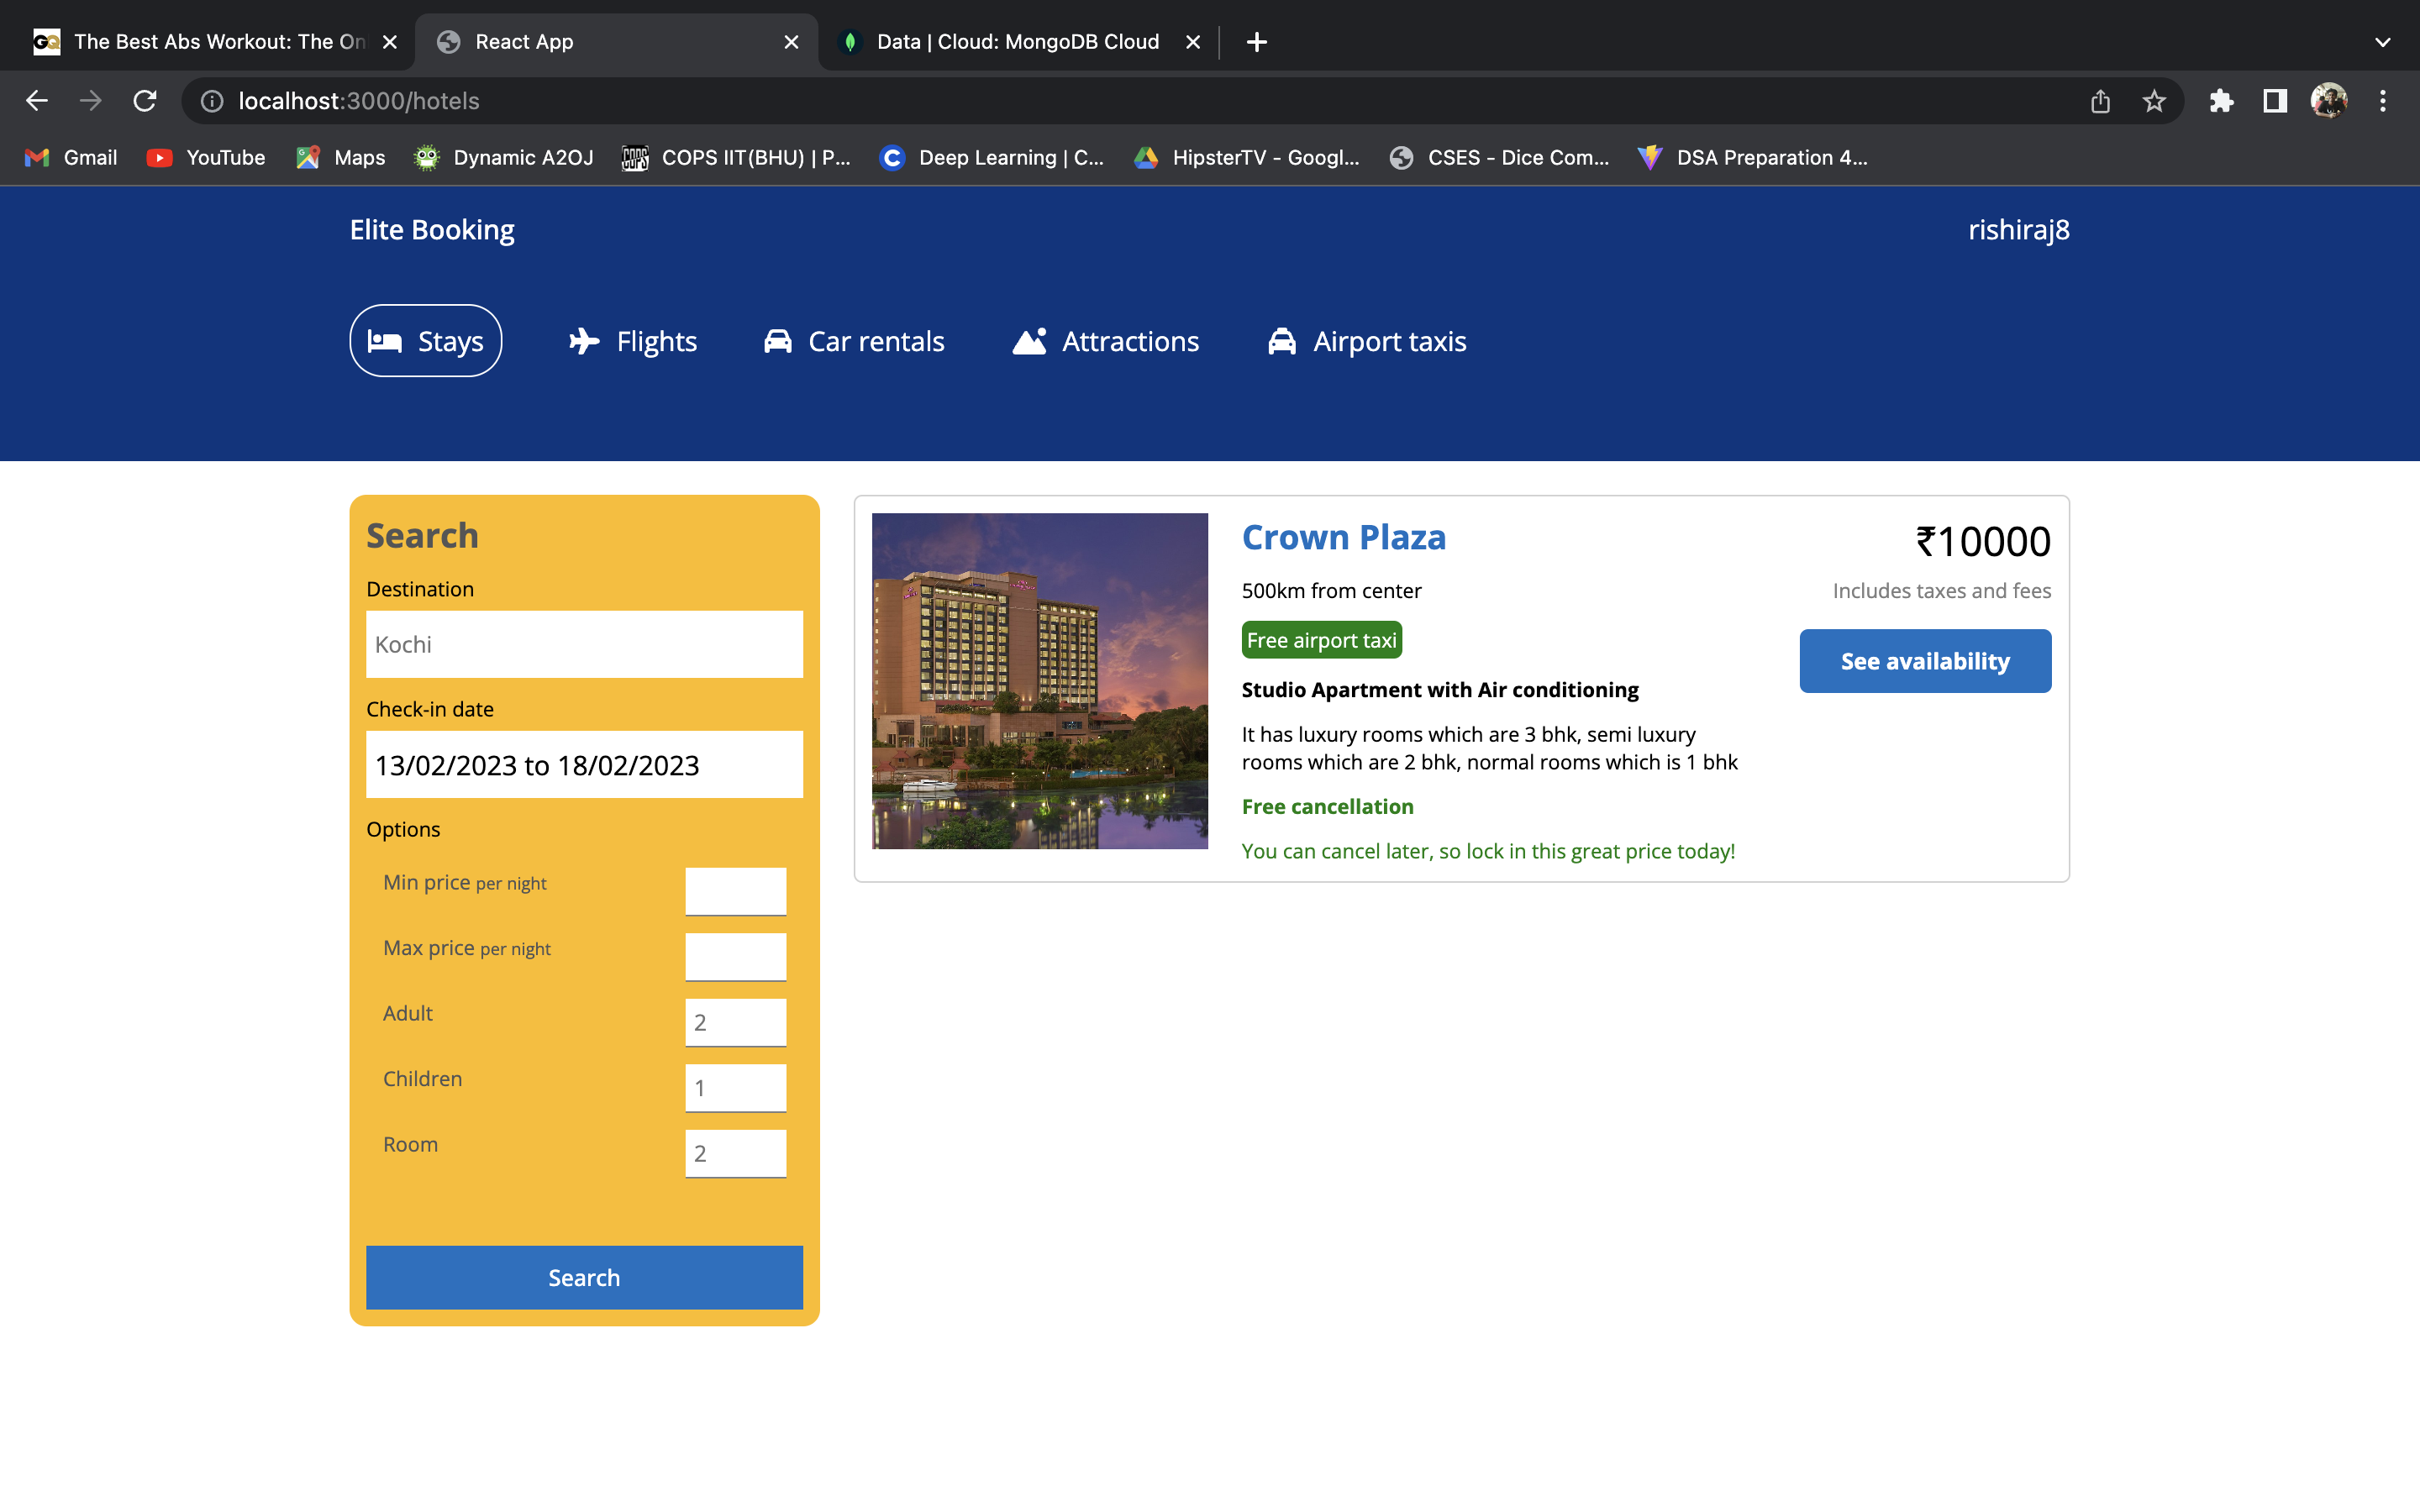 GQ The Best Abs Workout: The On
React App
Data | Cloud: MongoDB Cloud
localhost:3000/hotels
Gmail
YouTube
Maps
Dynamic A2OJ
COPS IIT(BHU) | P...
Deep Learning | C...
HipsterTV - Googl...
CSES - Dice Com...
DSA Preparation 4...
Elite Booking
rishiraj8
Stays
Flights
Car rentals
Attractions
Airport taxis
Search
Destination
Kochi
Check-in date
13/02/2023 to 18/02/2023
Options
Min price per night
Max price per night
Adult
2
Children
1
Room
2
Search
Crown Plaza
500km from center
Free airport taxi
Studio Apartment with Air conditioning
It has luxury rooms which are 3 bhk, semi luxury
rooms which are 2 bhk, normal rooms which is 1 bhk
Free cancellation
You can cancel later, so lock in this great price today!
₹10000
Includes taxes and fees
See availability